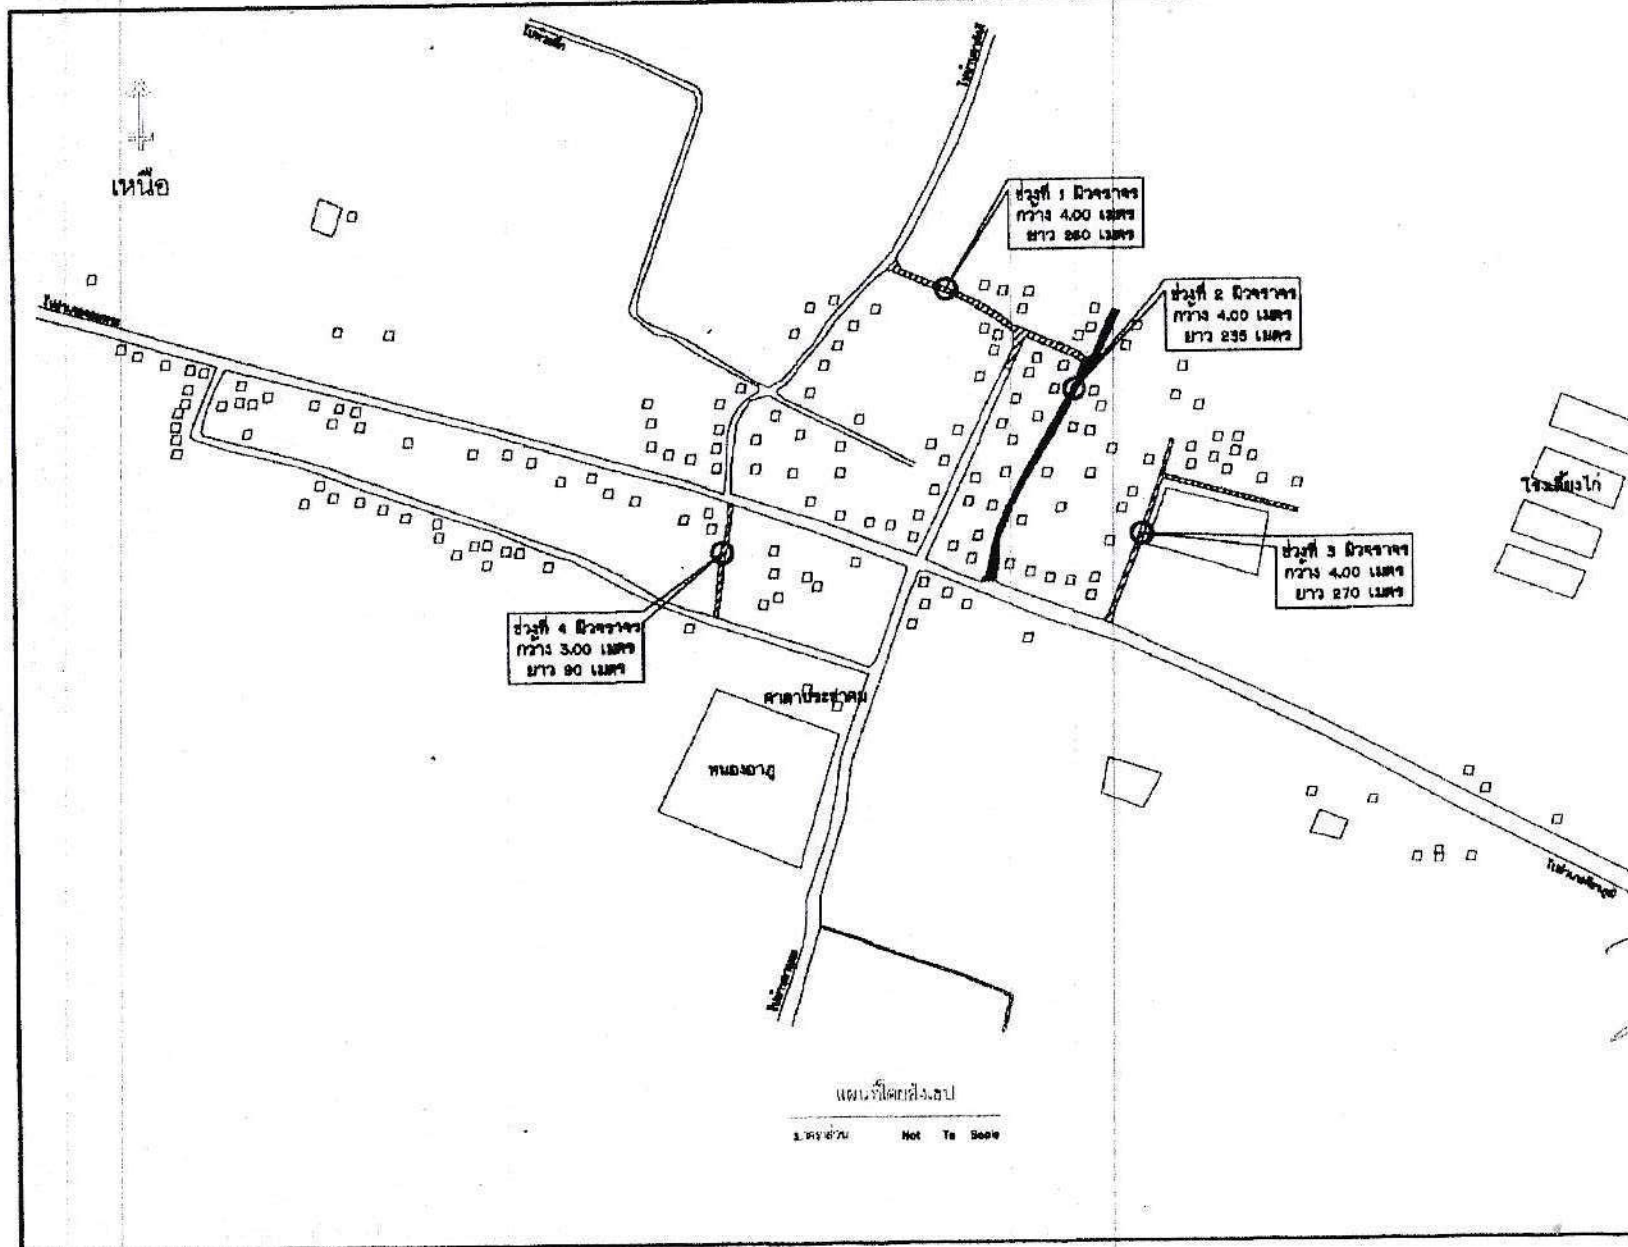 เหนือ
ช่วงที่ 1 ผิวจราจร
กว้าง 4.00 เมตร
ยาว 260 เมตร
ช่วงที่ 2 ผิวจราจร
กว้าง 4.00 เมตร
ยาว 235 เมตร
โรงเลี้ยงไก่
ช่วงที่ 3 ผิวจราจร
กว้าง 4.00 เมตร
ยาว 270 เมตร
ช่วงที่ 4 ผิวจราจร
กว้าง 3.00 เมตร
ยาว 90 เมตร
ศาลาประชาคม
แผนที่โดยสังเขป
มาตราส่วน Not To Scale